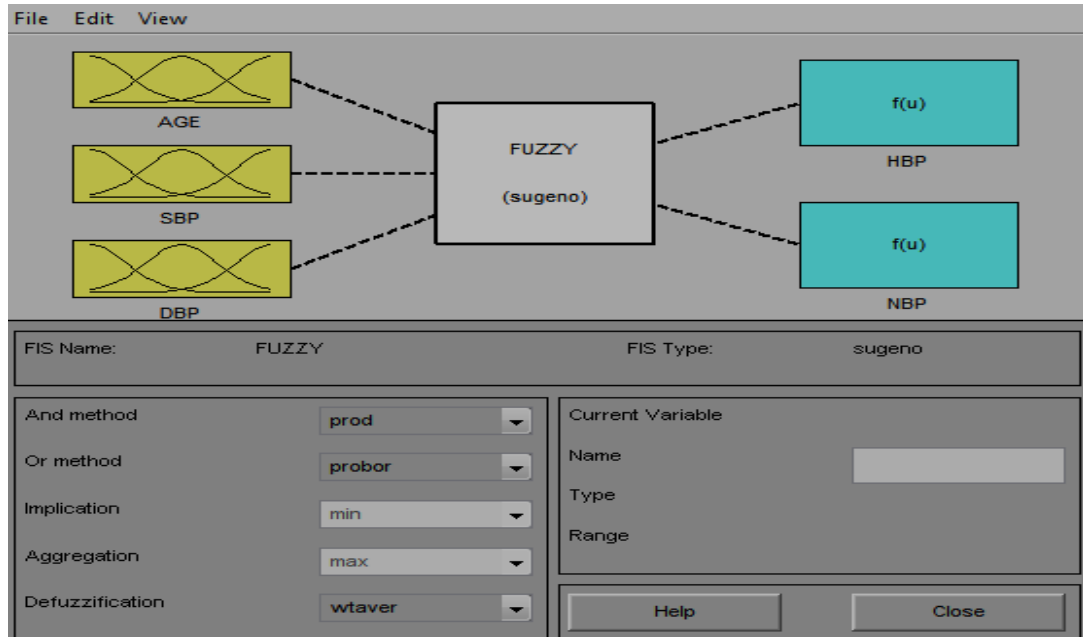 File Edit View
AGE
SBP
DBP
FUZZY
(sugeno)
f(u)
HBP
f(u)
NBP
FIS Name: FUZZY FIS Type: sugeno
And method prod
Or method probor
Implication min
Aggregation max
Defuzzification wtaver
Current Variable
Name
Type
Range
Help Close